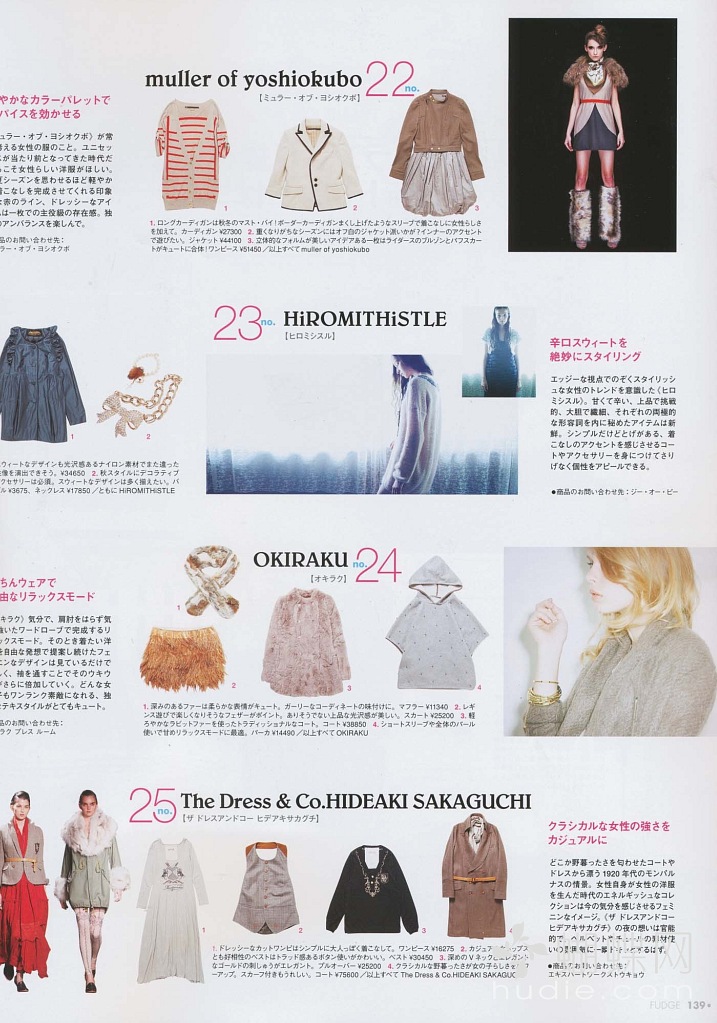 muller of yoshiokubo 22 no.
【ミュラー・オブ・ヨシオクボ】
やかなカラーパレットで
パイスを効かせる
ュラー・オブ・ヨシオクボ〉が常
考える女性の服のこと。ユニセッ
スが当たり前となってきた時代だ
らこそ女性らしい洋服がほしい。
夏シーズンを思わせるほど軽やか
着こなしを完成させてくれる印象
な赤のライン、ドレッシーなアイ
ムは一枚での主役級の存在感。独
のアンバランスを楽しんで。
品のお問い合わせ先：
ラー・オブ・ヨシオクボ
1
2
3
1. ロングカーディガンは秋冬のマスト・バイ！ボーダーカーディガンまくし上げたようなスリーブで着こなしに女性らしさ
を加えて。カーディガン ¥27300 2. 重くなりがちなシーズンにはオフ白のジャケット派いかが？インナーのアクセント
で遊びたい。ジャケット ¥44100 3. 立体的なフォルムが美しいアイデアある一枚はライダースのブルゾンとパフスカー
トがキュートに合体！ワンピース ¥51450／以上すべて muller of yoshiokubo
23 no. HiROMITHiSTLE
【ヒロミシスル】
2
スウィートなデザインも光沢感あるナイロン素材でまた違った
像を演出できそう。¥34650 2. 秋スタイルにデコラティブ
クセサリーは必須。スウィートなデザインは多く揃えたい。バ
ル ¥3675、ネックレス ¥17850／ともに HiROMITHiSTLE
辛口スウィートを
絶妙にスタイリング
エッジーな視点でのぞくスタイリッシ
ュな女性のトレンドを意識した〈ヒロ
ミシスル〉。甘くて辛い、上品で挑戦
的、大胆で繊細、それぞれの両極的
な形容詞を内に秘めたアイテムは新
鮮。シンプルだけどとげがある、着
こなしのアクセントを感じさせるコー
トやアクセサリーを身につけてさり
げなく個性をアピールできる。
●商品のお問い合わせ先：ジー・オー・ピー
OKIRAKU no. 24
【オキラク】
ちんウェアで
由なリラックスモード
キラク〉気分で、肩肘をはらず気
抜いたワードローブで完成するリ
ックスモード。そのとき着たい洋
を自由な発想で提案し続けたフェ
ニンなデザインは見ているだけで
しく、袖を通すことでそのウキウ
がさらに倍加していく。どんな女
子もワンランク素敵になれる、独
なテキスタイルがとてもキュート。
品のお問い合わせ先：
ラク プレス ルーム
1
2
3
4
1. 深みのあるファーは柔らかな表情がキュート。ガーリーなコーディネートの味付けに。マフラー ¥11340 2. レギ
ンス遊びで楽しくなりそうなフェザーがポイント。ありそうでない上品な光沢感が美しい。スカート ¥25200 3. 軽
ろやかなラビットファーを使ったトラディッショナルなコート。コート ¥38850 4. ショートスリーブや全体のパール
使いで甘めリラックスモードに最適。パーカ ¥14490／以上すべて OKIRAKU
25 no. The Dress & Co.HIDEAKI SAKAGUCHI
【ザ ドレスアンドコー ヒデアキサカグチ】
1
2
3
4
1. ドレッシーなカットワンピはシンプルに大人っぽく着こなして。ワンピース ¥16275 2. カジュア
とも好相性のベストはトラッド感あるボタン使いがかわいい。ベスト ¥30450 3. 深めの V ネックに
なゴールドの刺しゅうがエレガント。プルオーバー ¥25200 4. クラシカルな野暮ったさが女の子らしさを
ーアップ。スカーフ付きもうれしい。コート ¥75600／以上すべて The Dress & Co.HIDEAKI SAKAGUC
クラシカルな女性の強さを
カジュアルに
どこか野暮ったさを匂わせたコートや
ドレスから漂う 1920 年代のモンパル
ナスの情景。女性自身が女性の洋服
を生んだ時代のエネルギッシュなコレ
クションは今の気分を感じさせるフェミ
ニンなイメージ。〈ザ ドレスアンドコー
ヒデアキサカグチ〉の夜の想いは官能
的で、
●商品のお問い合わせ先：
エキスパートソークストウキョウ
蝴蝶网
hudie.com
FUDGE 139